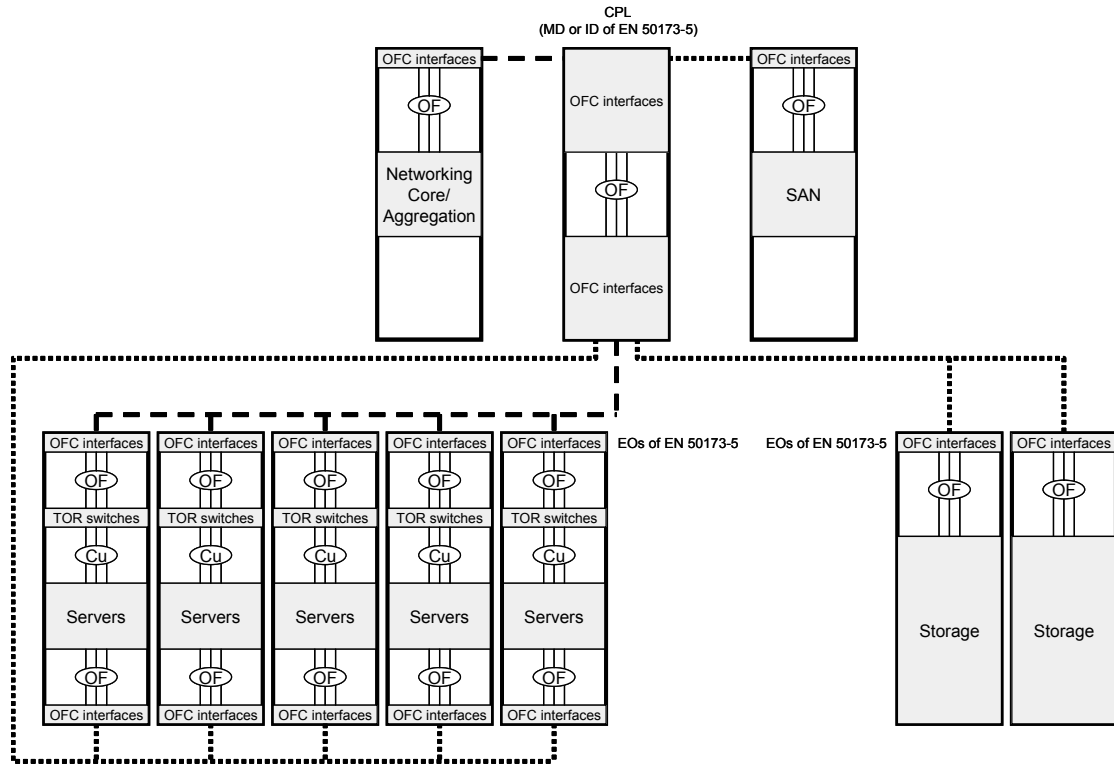 CPL
(MD or ID of EN 50173-5)
OFC interfaces
OF
Networking
Core/
Aggregation
OFC interfaces
OF
OFC interfaces
OFC interfaces
OF
SAN
OFC interfaces OFC interfaces OFC interfaces OFC interfaces OFC interfaces
OF OF OF OF OF
TOR switches TOR switches TOR switches TOR switches TOR switches
Cu Cu Cu Cu Cu
Servers Servers Servers Servers Servers
OF OF OF OF OF
OFC interfaces OFC interfaces OFC interfaces OFC interfaces OFC interfaces
EOs of EN 50173-5
EOs of EN 50173-5
OFC interfaces OFC interfaces
OF OF
Storage Storage